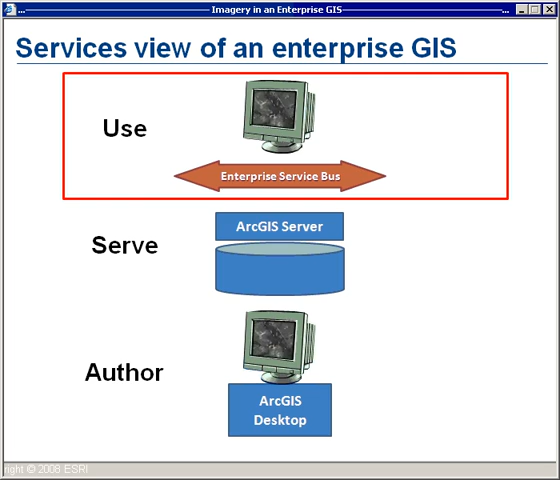 Imagery in an Enterprise GIS
Services view of an enterprise GIS
Use
Enterprise Service Bus
ArcGIS Server
Serve
Author
ArcGIS
Desktop
right © 2008 ESRI